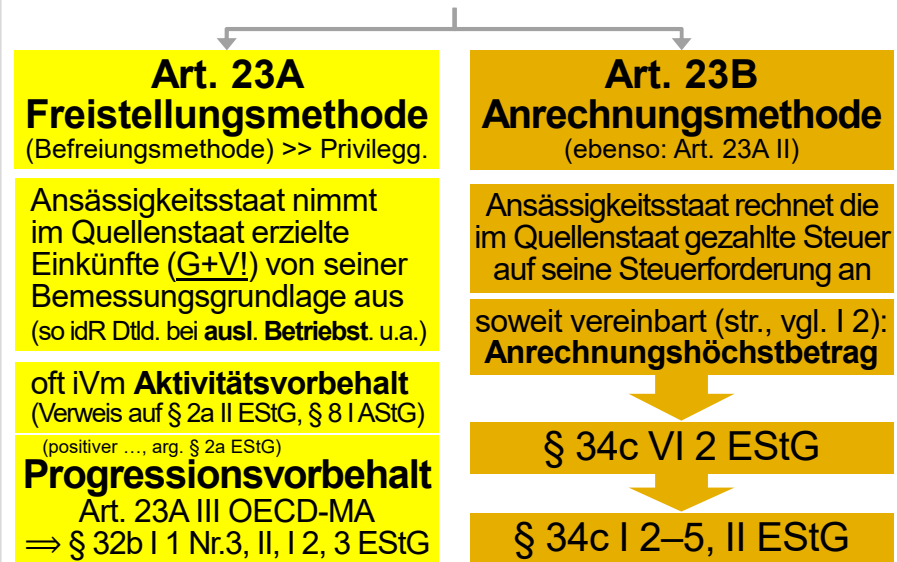 Art. 23A
Freistellungsmethode
(Befreiungsmethode) >> Privilegg.
Ansässigkeitsstaat nimmt
im Quellenstaat erzielte
Einkünfte (G+V!) von seiner
Bemessungsgrundlage aus
(so idR Dtld. bei ausl. Betriebst. u.a.)
oft iVm Aktivitätsvorbehalt
(Verweis auf § 2a II EStG, § 8 I AStG)
(positiver …, arg. § 2a EStG)
Progressionsvorbehalt
Art. 23A III OECD-MA
⟹ § 32b I 1 Nr.3, II, I 2, 3 EStG
Art. 23B
Anrechnungsmethode
(ebenso: Art. 23A II)
Ansässigkeitsstaat rechnet die
im Quellenstaat gezahlte Steuer
auf seine Steuerforderung an
soweit vereinbart (str., vgl. I 2):
Anrechnungshöchstbetrag
§ 34c VI 2 EStG
§ 34c I 2–5, II EStG